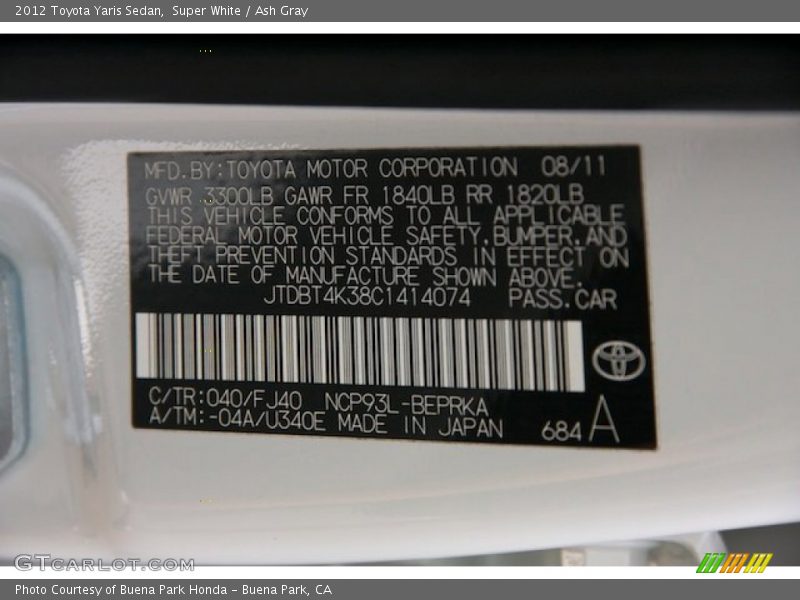 2012 Toyota Yaris Sedan,  Super White / Ash Gray
MFD.BY:TOYOTA MOTOR CORPORATION 08/11
GVWR 3300LB GAWR FR 1840LB RR 1820LB
THIS VEHICLE CONFORMS TO ALL APPLICABLE
FEDERAL MOTOR VEHICLE SAFETY,BUMPER,AND
THEFT PREVENTION STANDARDS IN EFFECT ON
THE DATE OF MANUFACTURE SHOWN ABOVE.
JTDBT4K38C1414074 PASS.CAR
C/TR:040/FJ40 NCP93L-BEPRKA
A/TM:-04A/U340E MADE IN JAPAN 684 A
GTCARLOT.COM
Photo Courtesy of Buena Park Honda - Buena Park, CA